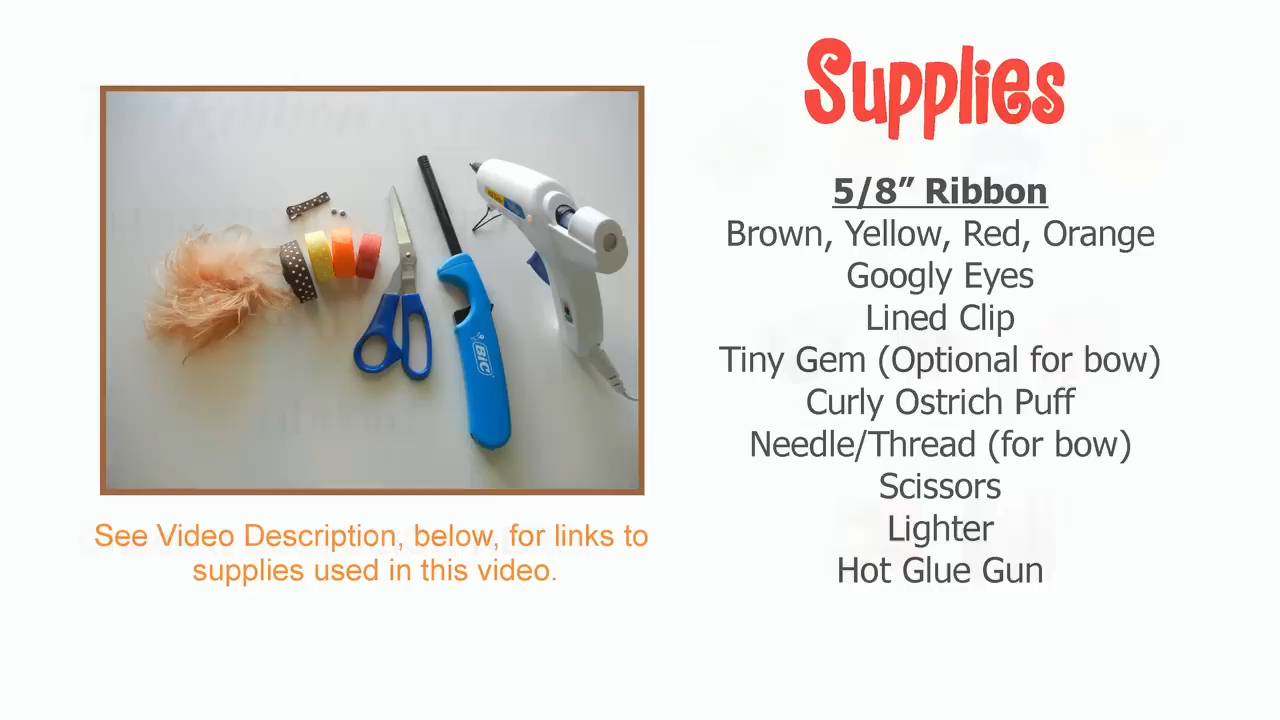 Supplies
5/8” Ribbon
Brown, Yellow, Red, Orange
Googly Eyes
Lined Clip
Tiny Gem (Optional for bow)
Curly Ostrich Puff
Needle/Thread (for bow)
Scissors
Lighter
Hot Glue Gun
BIC
See Video Description, below, for links to
supplies used in this video.